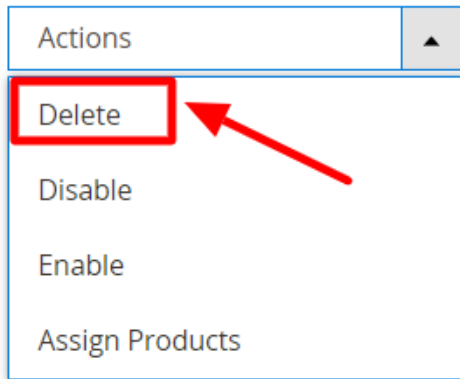 Actions
Delete
Disable
Enable
Assign Products